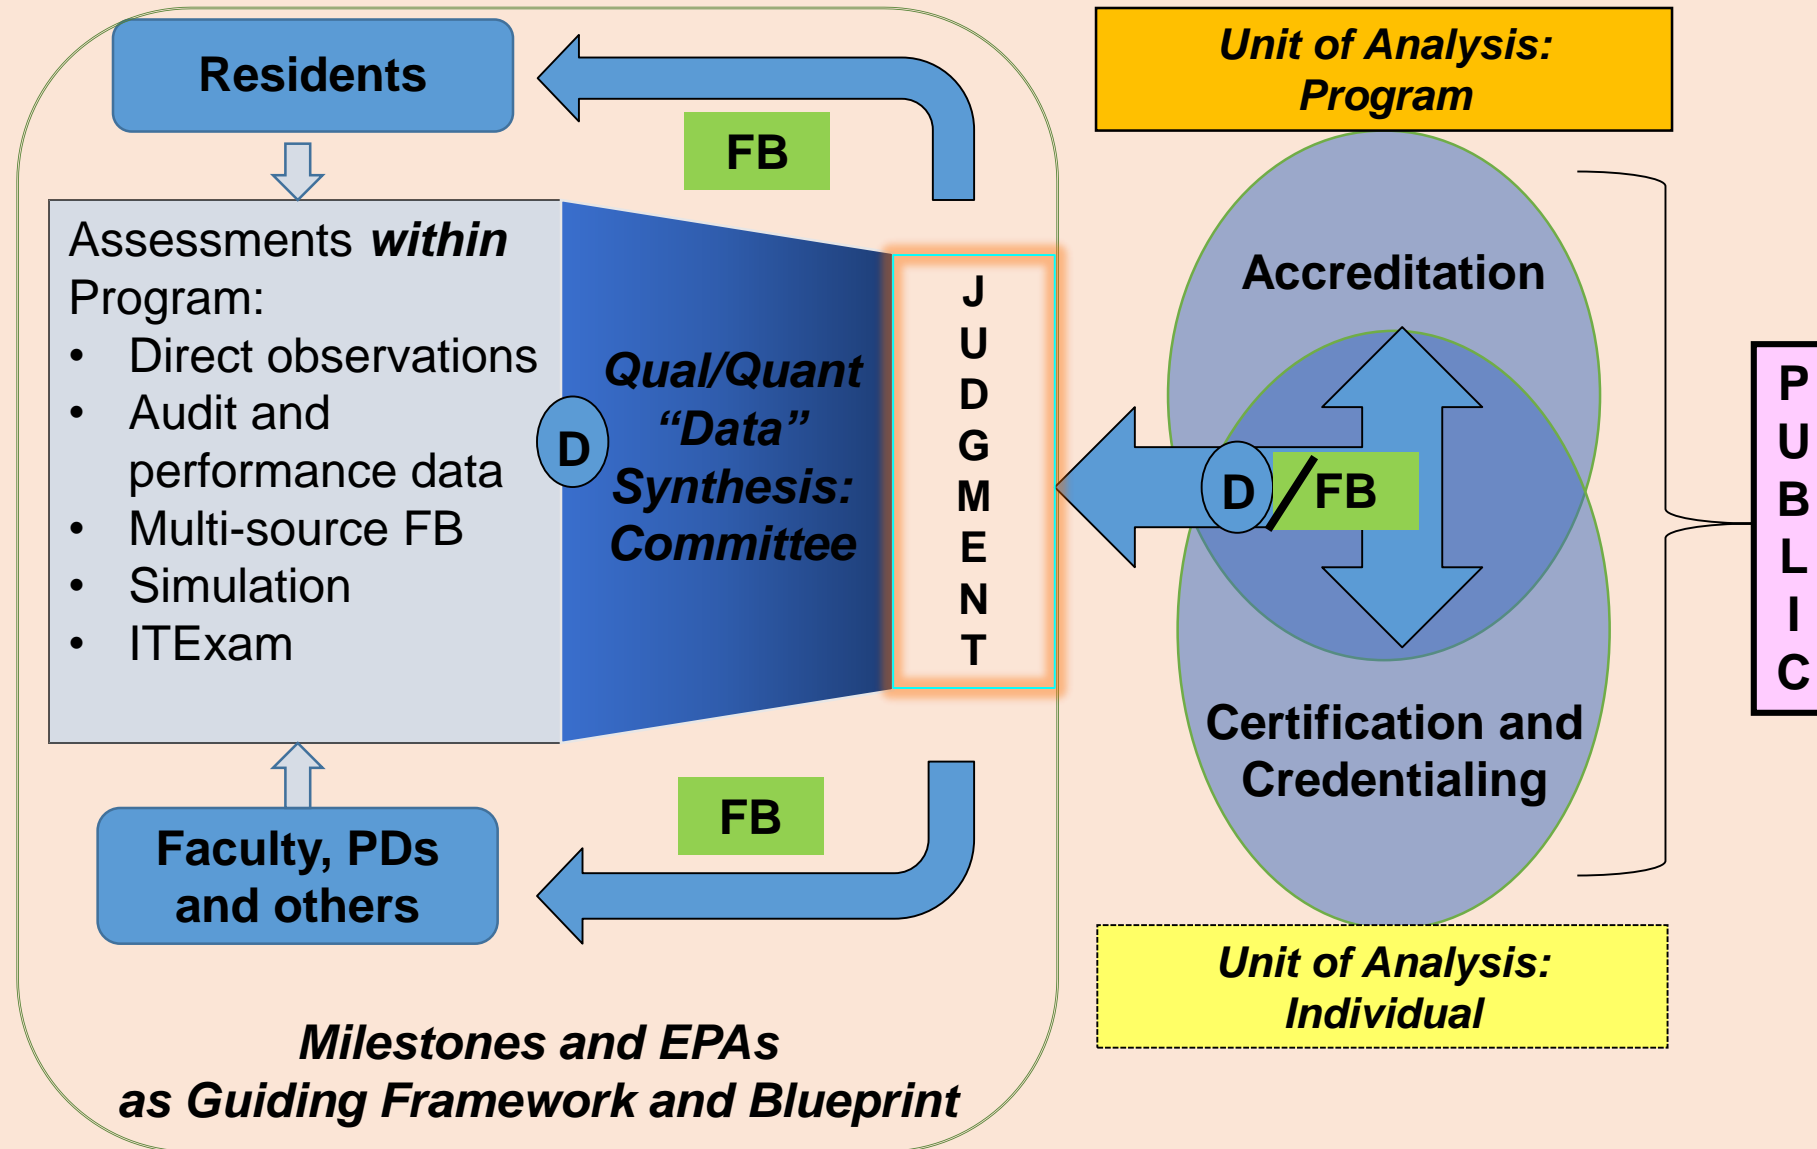 Residents
FB
Assessments within
Program:
• Direct observations
• Audit and
performance data
• Multi-source FB
• Simulation
• ITExam
D
Qual/Quant
“Data”
Synthesis:
Committee
J
U
D
G
M
E
N
T
FB
Faculty, PDs
and others
Milestones and EPAs
as Guiding Framework and Blueprint
Unit of Analysis:
Program
Accreditation
D/FB
Certification and
Credentialing
Unit of Analysis:
Individual
P
U
B
L
I
C